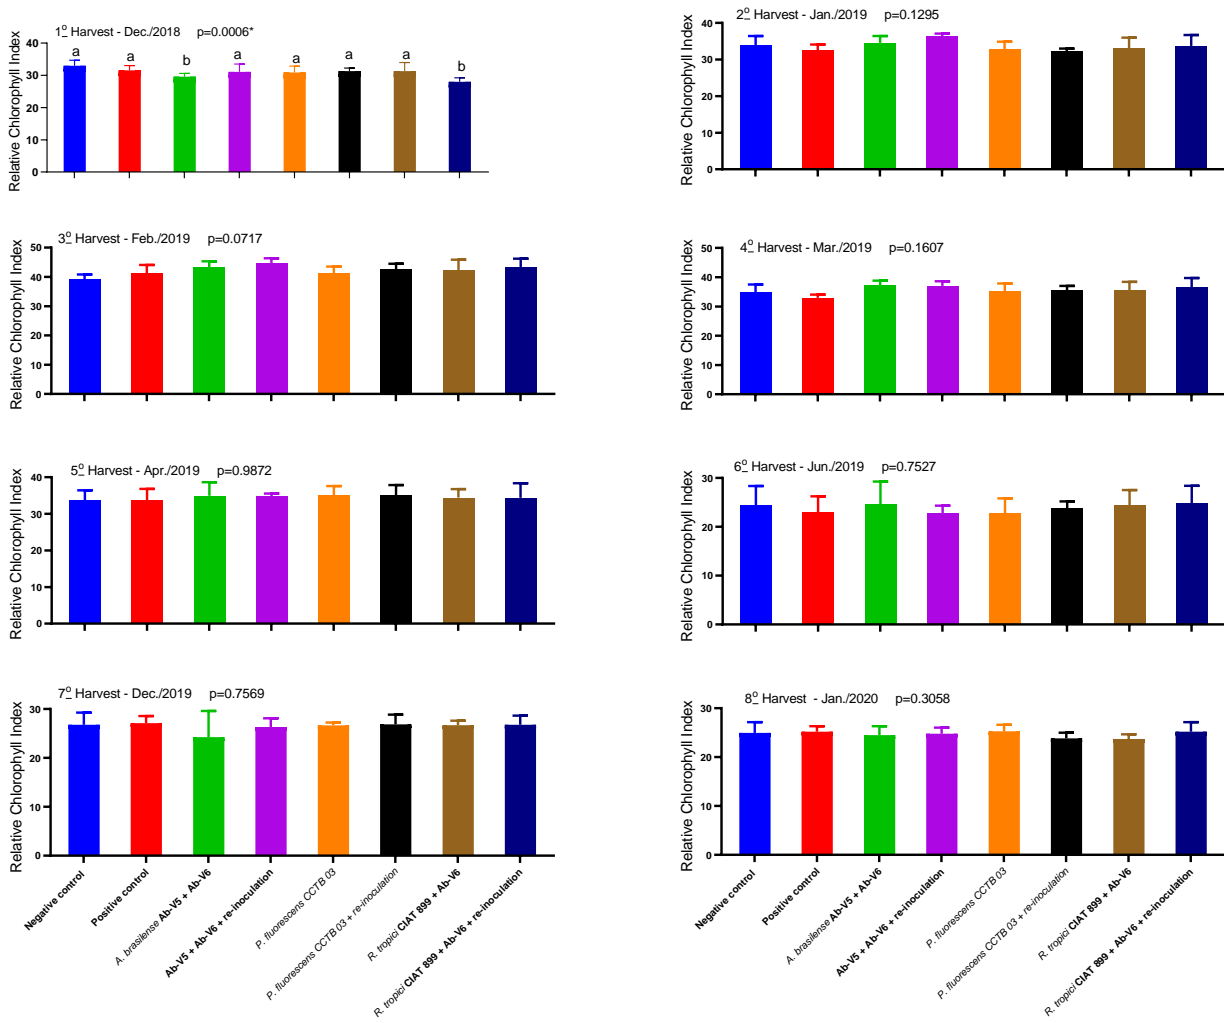 1º Harvest - Dec./2018 p=0.0006*
Relative Chlorophyll Index
50
40
30
20
10
0
a
a
b
a
a
a
a
b
2º Harvest - Jan./2019 p=0.1295
Relative Chlorophyll Index
40
30
20
10
0
3º Harvest - Feb./2019 p=0.0717
Relative Chlorophyll Index
50
40
30
20
10
0
4º Harvest - Mar./2019 p=0.1607
Relative Chlorophyll Index
50
40
30
20
10
0
5º Harvest - Apr./2019 p=0.9872
Relative Chlorophyll Index
40
30
20
10
0
6º Harvest - Jun./2019 p=0.7527
Relative Chlorophyll Index
30
20
10
0
7º Harvest - Dec./2019 p=0.7569
Relative Chlorophyll Index
30
20
10
0
Negative control
Positive control
A. brasilense Ab-V5 + Ab-V6
Ab-V5 + Ab-V6 + re-inoculation
P. fluorescens CCTB 03
P. fluorescens CCTB 03 + re-inoculation
R. tropici CIAT 899 + Ab-V6
R. tropici CIAT 899 + Ab-V6 + re-inoculation
8º Harvest - Jan./2020 p=0.3058
Relative Chlorophyll Index
30
20
10
0
Negative control
Positive control
A. brasilense Ab-V5 + Ab-V6
Ab-V5 + Ab-V6 + re-inoculation
P. fluorescens CCTB 03
P. fluorescens CCTB 03 + re-inoculation
R. tropici CIAT 899 + Ab-V6
R. tropici CIAT 899 + Ab-V6 + re-inoculation